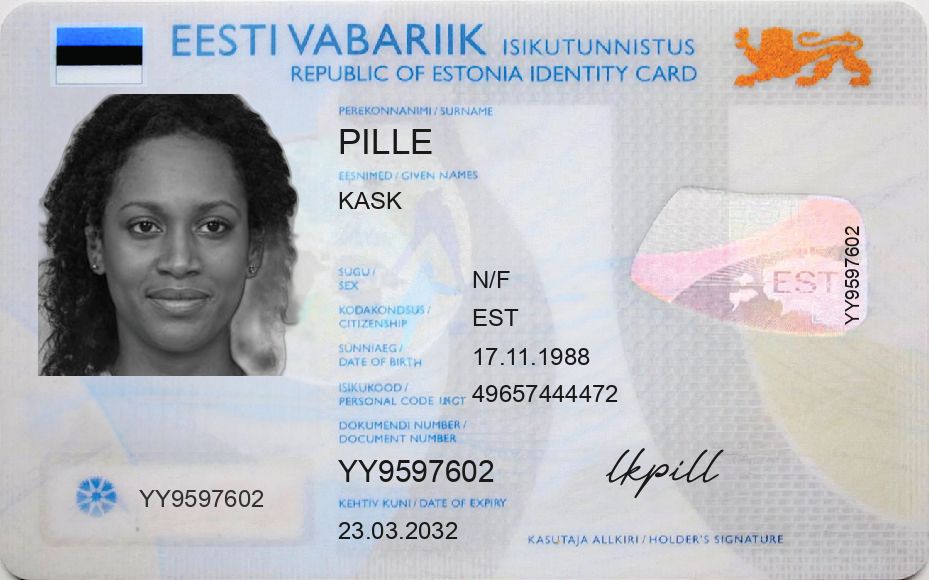 EESTI VABARIIK ISIKUTUNNISTUS
REPUBLIC OF ESTONIA IDENTITY CARD
PEREKONNANIMI / SURNAME
PILLE
EESNIMED / GIVEN NAMES
KASK
SUGU /
SEX
N/F
KODAKONDSUS /
CITIZENSHIP
EST
SÜNNIAEG /
DATE OF BIRTH
17.11.1988
ISIKUKOOD /
PERSONAL CODE
49657444472
DOKUMENDI NUMBER /
DOCUMENT NUMBER
YY9597602
KEHTIV KUNI / DATE OF EXPIRY
23.03.2032
YY9597602
EST
YY9597602
lkpill
KASUTAJA ALLKIRI / HOLDER'S SIGNATURE